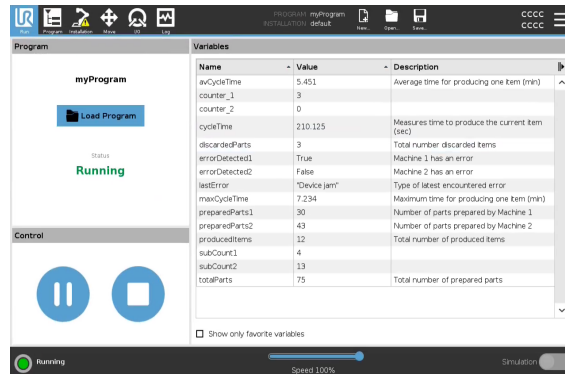 UR
PROGRAM myProgram
INSTALLATION default
CCCC
CCCC
Run Program Installation Move I/O Log New... Open... Save...
Program
Variables
myProgram
Load Program
Status
Running
Control
Name Value Description
avCycleTime 5.451 Average time for producing one item (min)
counter_1 3
counter_2 0
cycleTime 210.125 Measures time to produce the current item
(sec)
discardedParts 3 Total number discarded items
errorDetected1 True Machine 1 has an error
errorDetected2 False Machine 2 has an error
lastError "Device jam" Type of latest encountered error
maxCycleTime 7.234 Maximum time for producing one item (min)
preparedParts1 30 Number of parts prepared by Machine 1
preparedParts2 43 Number of parts prepared by Machine 2
producedItems 12 Total number of produced items
subCount1 4
subCount2 13
totalParts 75 Total number of prepared parts
Show only favorite variables
Running
Speed 100%
Simulation